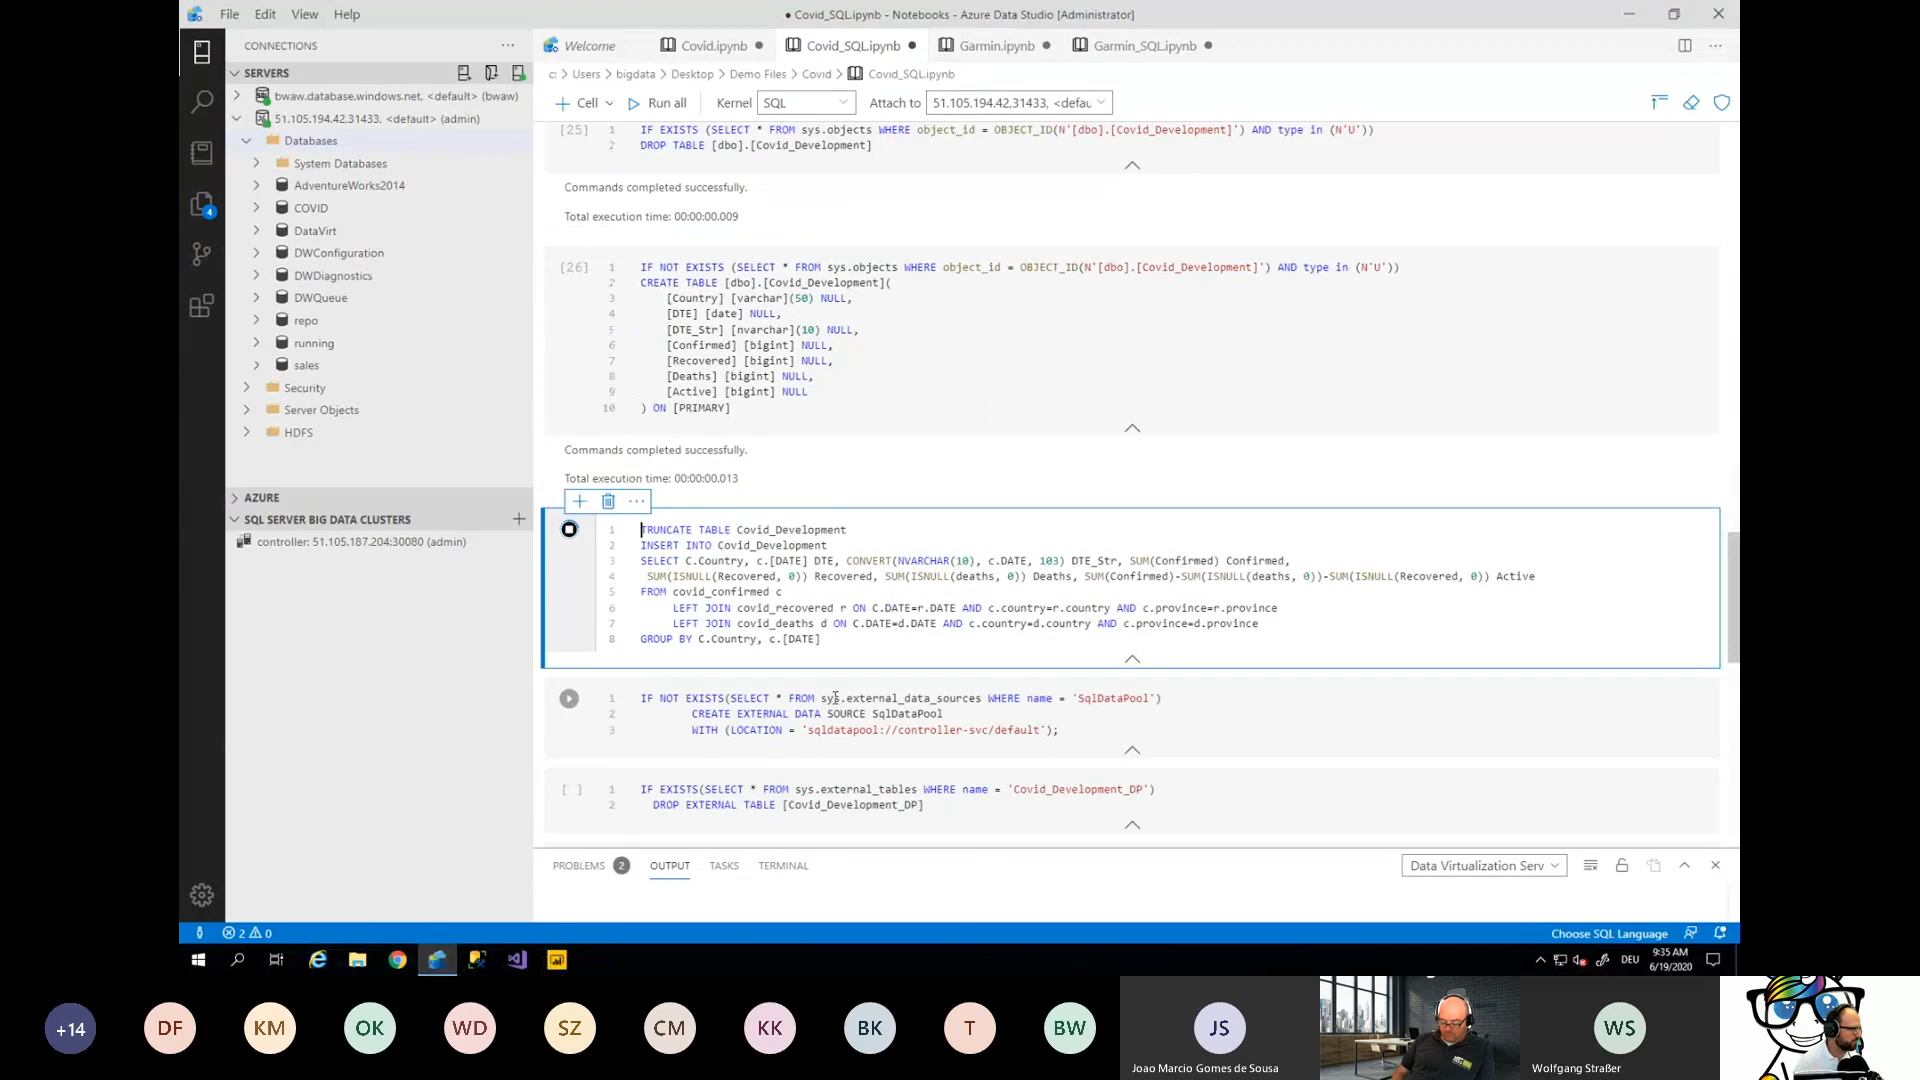 File Edit View Help
● Covid_SQL.ipynb - Notebooks - Azure Data Studio [Administrator]
CONNECTIONS
SERVERS
bwaw.database.windows.net, <default> (bwaw)
51.105.194.42.31433, <default> (admin)
Databases
System Databases
AdventureWorks2014
COVID
DataVirt
DWConfiguration
DWDiagnostics
DWQueue
repo
running
sales
Security
Server Objects
HDFS
AZURE
SQL SERVER BIG DATA CLUSTERS
controller: 51.105.187.204:30080 (admin)
4
Welcome Covid.ipynb Covid_SQL.ipynb Garmin.ipynb Garmin_SQL.ipynb
c: > Users > bigdata > Desktop > Demo Files > Covid > Covid_SQL.ipynb
Cell Run all Kernel SQL Attach to 51.105.194.42.31433, <defau
[25] 1 IF EXISTS (SELECT * FROM sys.objects WHERE object_id = OBJECT_ID(N'[dbo].[Covid_Development]') AND type in (N'U'))
2 DROP TABLE [dbo].[Covid_Development]
Commands completed successfully.
Total execution time: 00:00:00.009
[26] 1 IF NOT EXISTS (SELECT * FROM sys.objects WHERE object_id = OBJECT_ID(N'[dbo].[Covid_Development]') AND type in (N'U'))
2 CREATE TABLE [dbo].[Covid_Development](
3 [Country] [varchar](50) NULL,
4 [DTE] [date] NULL,
5 [DTE_Str] [nvarchar](10) NULL,
6 [Confirmed] [bigint] NULL,
7 [Recovered] [bigint] NULL,
8 [Deaths] [bigint] NULL,
9 [Active] [bigint] NULL
10 ) ON [PRIMARY]
Commands completed successfully.
Total execution time: 00:00:00.013
1 TRUNCATE TABLE Covid_Development
2 INSERT INTO Covid_Development
3 SELECT C.Country, c.[DATE] DTE, CONVERT(NVARCHAR(10), c.DATE, 103) DTE_Str, SUM(Confirmed) Confirmed,
4 SUM(ISNULL(Recovered, 0)) Recovered, SUM(ISNULL(deaths, 0)) Deaths, SUM(Confirmed)-SUM(ISNULL(deaths, 0))-SUM(ISNULL(Recovered, 0)) Active
5 FROM covid_confirmed c
6 LEFT JOIN covid_recovered r ON C.DATE=r.DATE AND c.country=r.country AND c.province=r.province
7 LEFT JOIN covid_deaths d ON C.DATE=d.DATE AND c.country=d.country AND c.province=d.province
8 GROUP BY C.Country, c.[DATE]
1 IF NOT EXISTS(SELECT * FROM sys.external_data_sources WHERE name = 'SqlDataPool')
2 CREATE EXTERNAL DATA SOURCE SqlDataPool
3 WITH (LOCATION = 'sqldatapool://controller-svc/default');
[ ] 1 IF EXISTS(SELECT * FROM sys.external_tables WHERE name = 'Covid_Development_DP')
2 DROP EXTERNAL TABLE [Covid_Development_DP]
PROBLEMS 2 OUTPUT TASKS TERMINAL Data Virtualization Serv
2 0 Choose SQL Language
DEU 9:35 AM
6/19/2020
+14 DF KM OK WD SZ CM KK BK T BW JS WS
Joao Marcio Gomes de Sousa Wolfgang Straßer